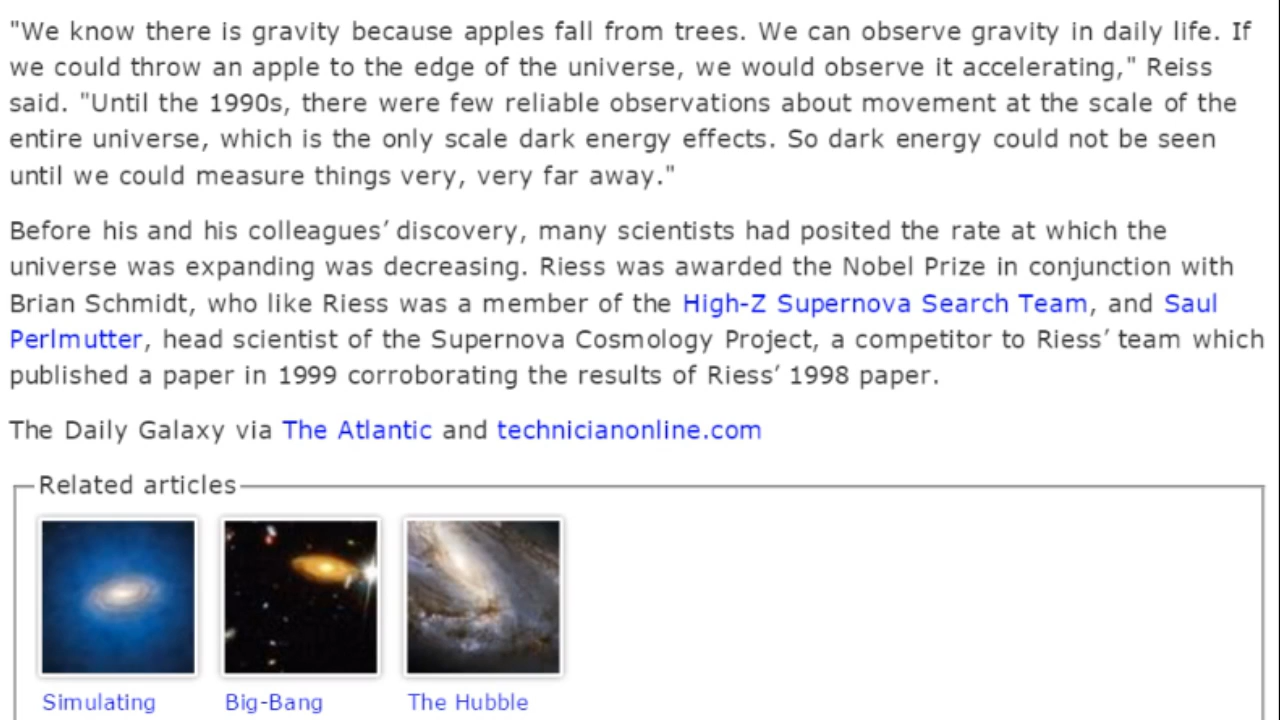 "We know there is gravity because apples fall from trees. We can observe gravity in daily life. If
we could throw an apple to the edge of the universe, we would observe it accelerating," Reiss
said. "Until the 1990s, there were few reliable observations about movement at the scale of the
entire universe, which is the only scale dark energy effects. So dark energy could not be seen
until we could measure things very, very far away."
Before his and his colleagues’ discovery, many scientists had posited the rate at which the
universe was expanding was decreasing. Riess was awarded the Nobel Prize in conjunction with
Brian Schmidt, who like Riess was a member of the High-Z Supernova Search Team, and Saul
Perlmutter, head scientist of the Supernova Cosmology Project, a competitor to Riess’ team which
published a paper in 1999 corroborating the results of Riess’ 1998 paper.
The Daily Galaxy via The Atlantic and technicianonline.com
Related articles
Simulating Big-Bang The Hubble